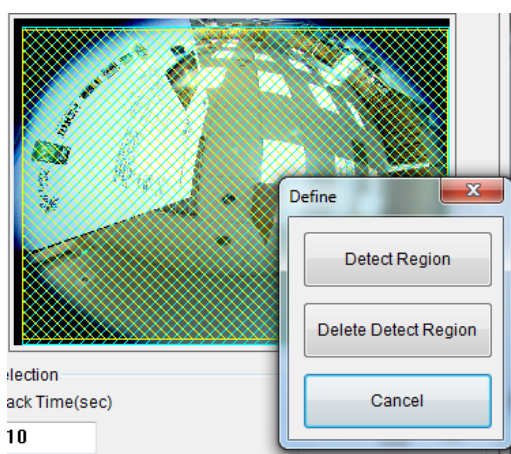 Define
Detect Region
Delete Detect Region
Cancel
election
ack Time(sec)
10